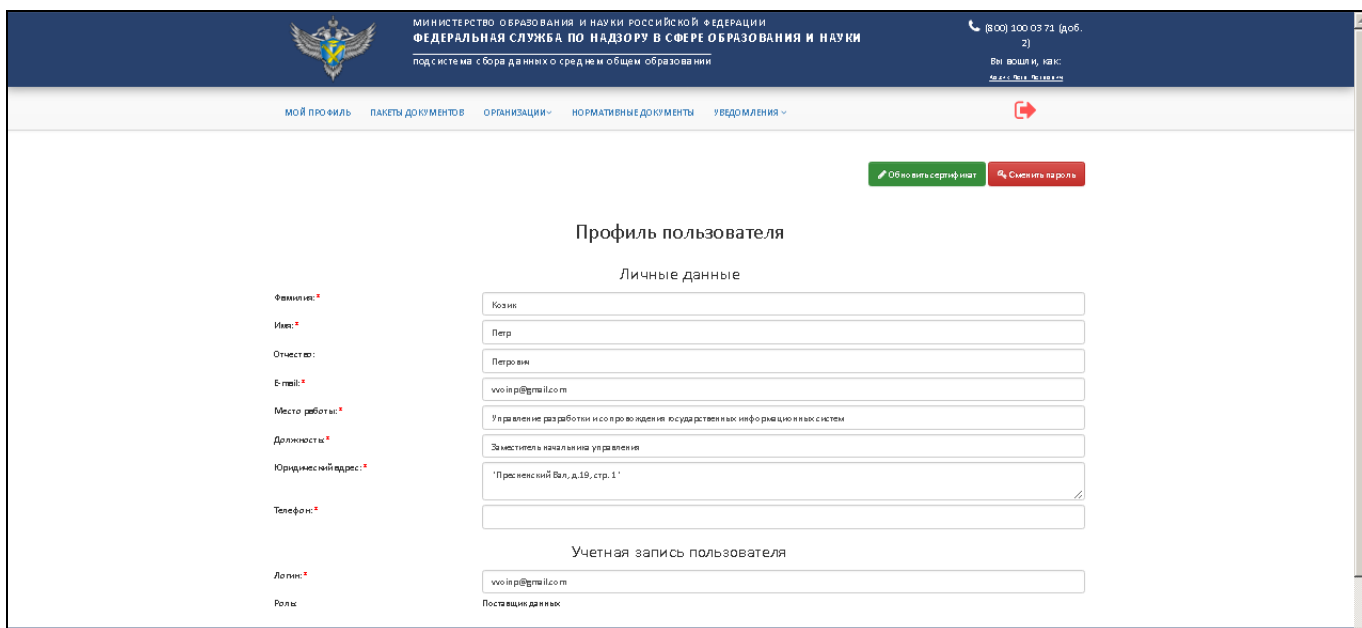 МИНИСТЕРСТВО ОБРАЗОВАНИЯ И НАУКИ РОССИЙСКОЙ ФЕДЕРАЦИИ
ФЕДЕРАЛЬНАЯ СЛУЖБА ПО НАДЗОРУ В СФЕРЕ ОБРАЗОВАНИЯ И НАУКИ
подсистема сбора данных о среднем общем образовании
(800) 100 03 71 (доб.
2)
Вы вошли, как:
МОЙ ПРОФИЛЬ ПАКЕТЫ ДОКУМЕНТОВ ОРГАНИЗАЦИИ НОРМАТИВНЫЕ ДОКУМЕНТЫ УВЕДОМЛЕНИЯ
Обновить сертификат Сменить пароль
Профиль пользователя
Личные данные
Фамилия:* Козик
Имя:* Петр
Отчество: Петрович
E-mail:* vvoinp@gmail.com
Место работы:* Управление разработки и сопровождения государственных информационных систем
Должность:* Заместитель начальника управления
Юридический адрес:* 'Пресненский Вал, д.19, стр. 1'
Телефон:*
Учетная запись пользователя
Логин:* vvoinp@gmail.com
Роль: Поставщик данных